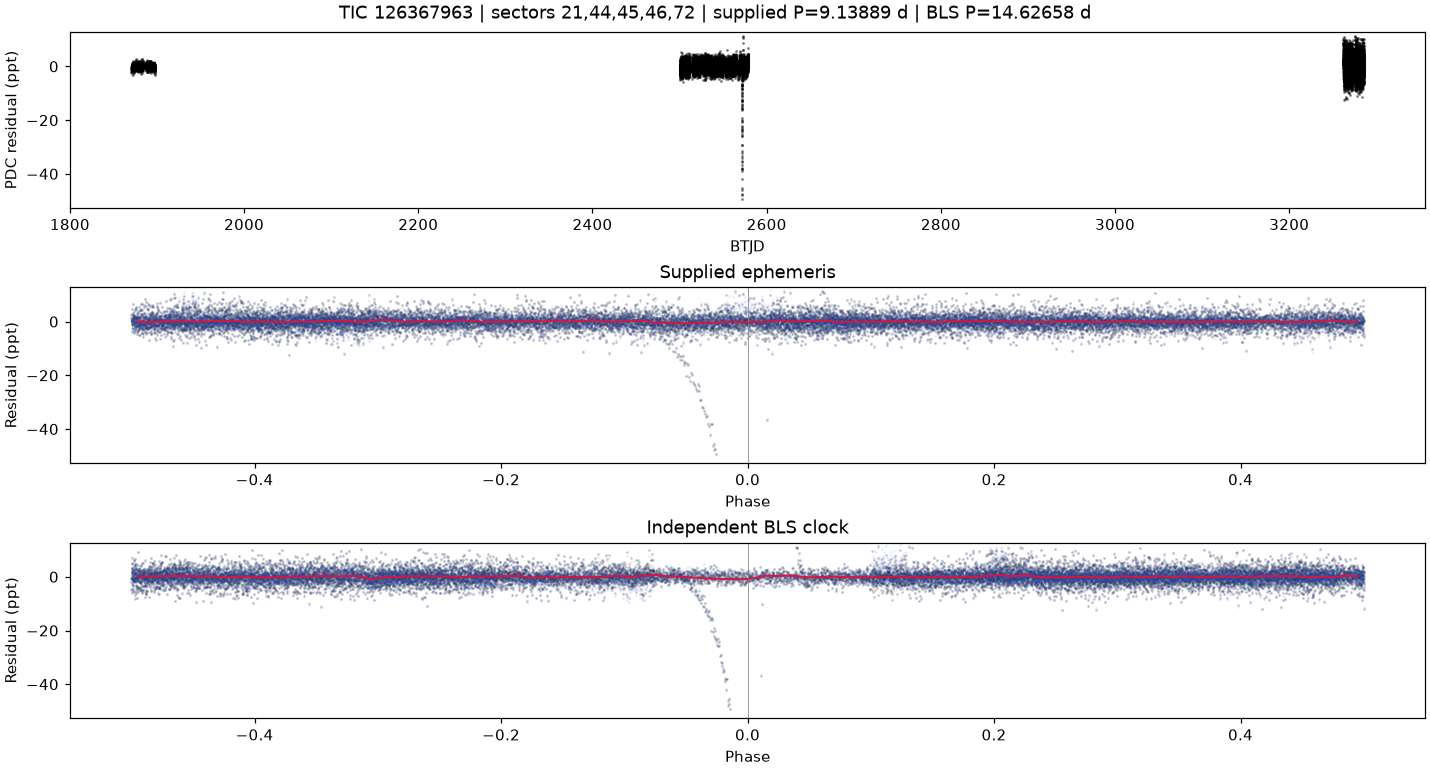 TIC 126367963 | sectors 21,44,45,46,72 | supplied P=9.13889 d | BLS P=14.62658 d
PDC residual (ppt)
0
−20
−40
1800 2000 2200 2400 2600 2800 3000 3200
BTJD
Supplied ephemeris
Residual (ppt)
0
−20
−40
−0.4 −0.2 0.0 0.2 0.4
Phase
Independent BLS clock
Residual (ppt)
0
−20
−40
−0.4 −0.2 0.0 0.2 0.4
Phase